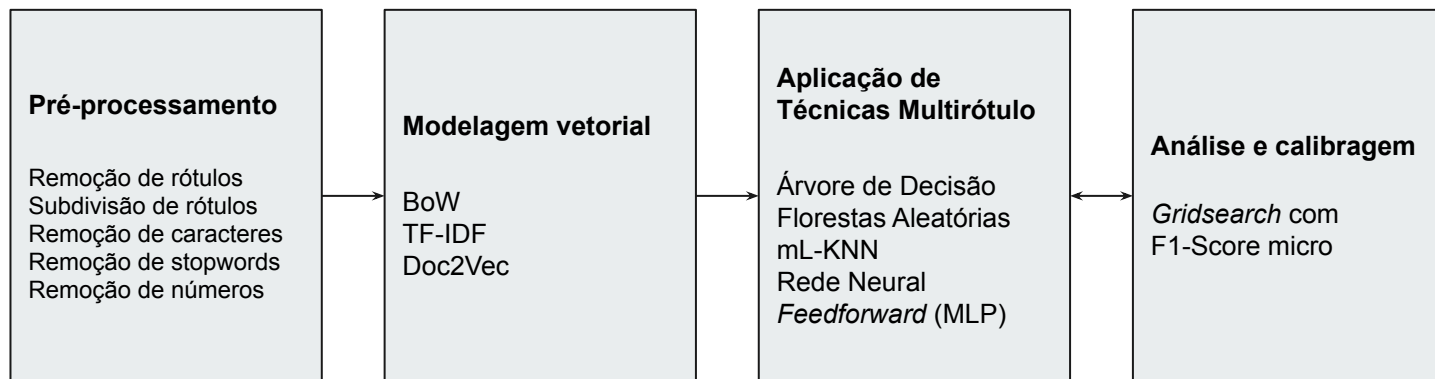 Pré-processamento
Remoção de rótulos
Subdivisão de rótulos
Remoção de caracteres
Remoção de stopwords
Remoção de números
Modelagem vetorial
BoW
TF-IDF
Doc2Vec
Aplicação de
Técnicas Multirótulo
Árvore de Decisão
Florestas Aleatórias
mL-KNN
Rede Neural
Feedforward (MLP)
Análise e calibragem
Gridsearch com
F1-Score micro